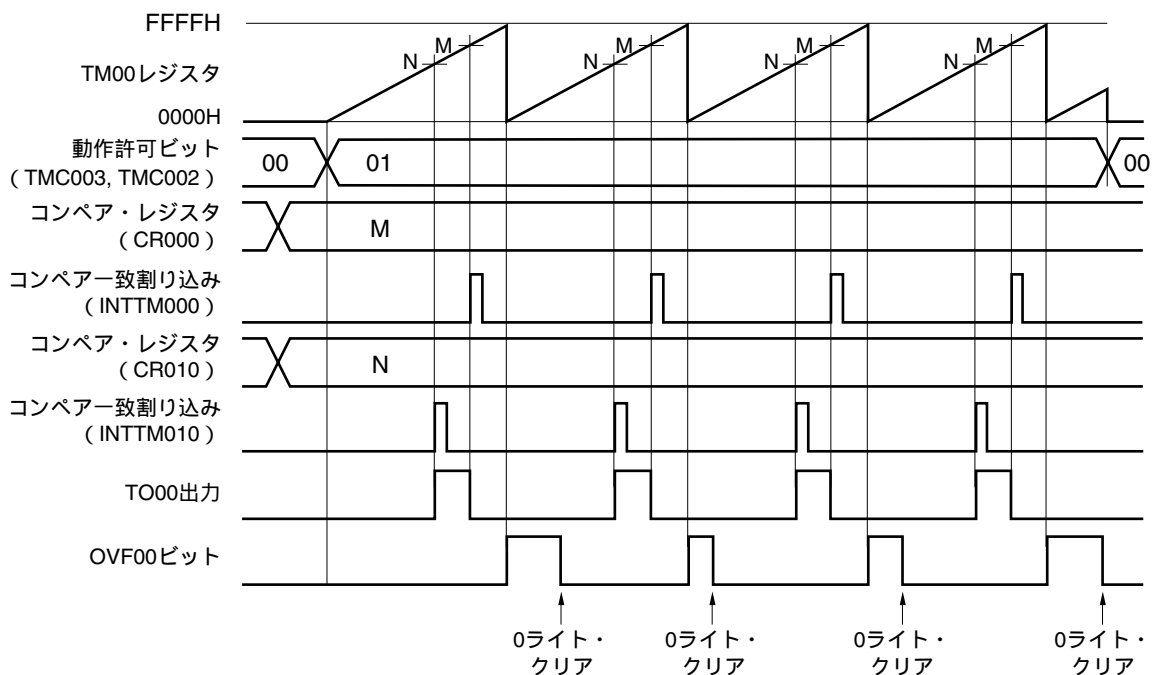 FFFFH
M
M
M
M
N
N
N
N
TM00レジスタ
0000H
動作許可ビット
（TMC003, TMC002）
00
01
00
コンペア・レジスタ
（CR000）
M
コンペア一致割り込み
（INTTM000）
コンペア・レジスタ
（CR010）
N
コンペア一致割り込み
（INTTM010）
TO00出力
OVF00ビット
0ライト・
クリア
0ライト・
クリア
0ライト・
クリア
0ライト・
クリア